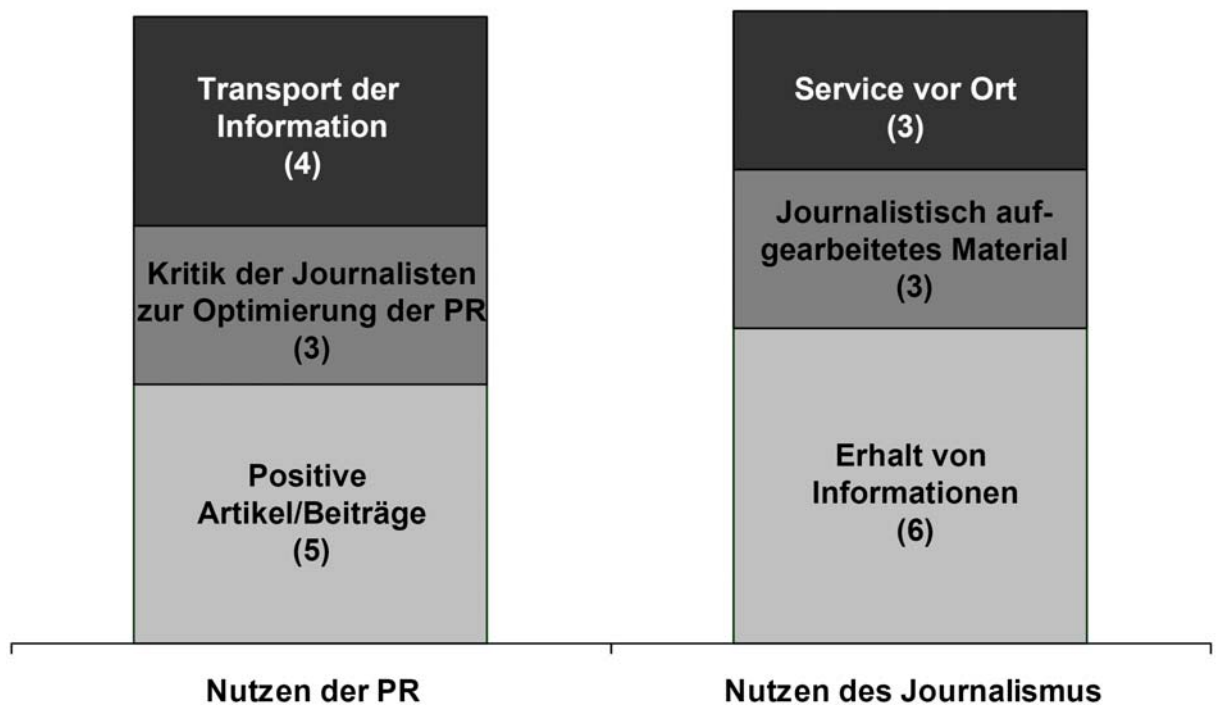 Transport der
Information
(4)
Kritik der Journalisten
zur Optimierung der PR
(3)
Positive
Artikel/Beiträge
(5)
Service vor Ort
(3)
Journalistisch auf-
gearbeitetes Material
(3)
Erhalt von
Informationen
(6)
Nutzen der PR
Nutzen des Journalismus